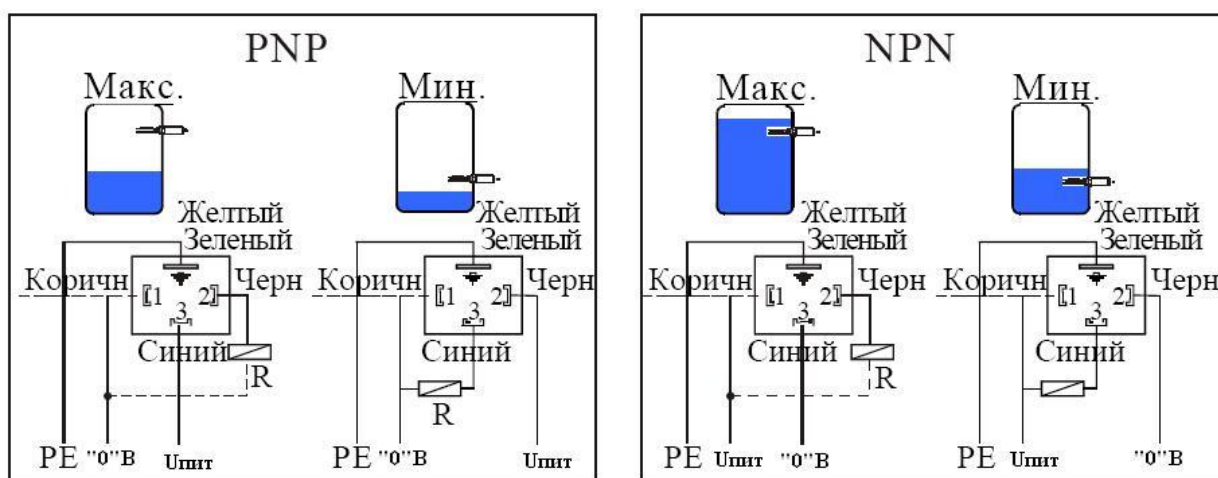 PNP
Макс. Мин.
Желтый Желтый
Зеленый Зеленый
Коричн 1 2 Черн Коричн 1 2 Черн
3 3
Синий Синий
R
R
PE "0"В Uпит PE "0"В Uпит
NPN
Макс. Мин.
Желтый Желтый
Зеленый Зеленый
Коричн 1 2 Черн Коричн 1 2 Черн
3 3
Синий Синий
R
PE Uпит "0"В PE Uпит "0"В